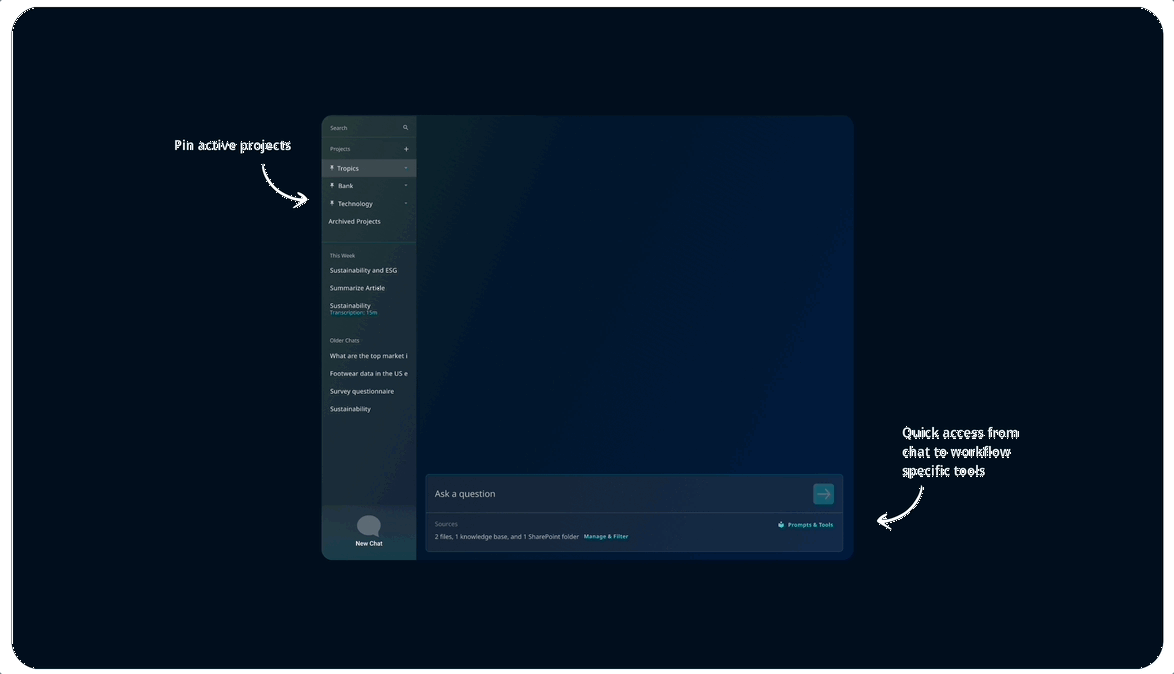 Pin active projects
Search
Projects +
Tropics
Bank
Technology
Archived Projects
This Week
Sustainability and ESG
Summarize Article
Sustainability
Transcription: 15m
Older Chats
What are the top market i
Footwear data in the US e
Survey questionnaire
Sustainability
New Chat
Ask a question
Sources
2 files, 1 knowledge base, and 1 SharePoint folder Manage & Filter
Prompts & Tools
Quick access from
chat to workflow
specific tools